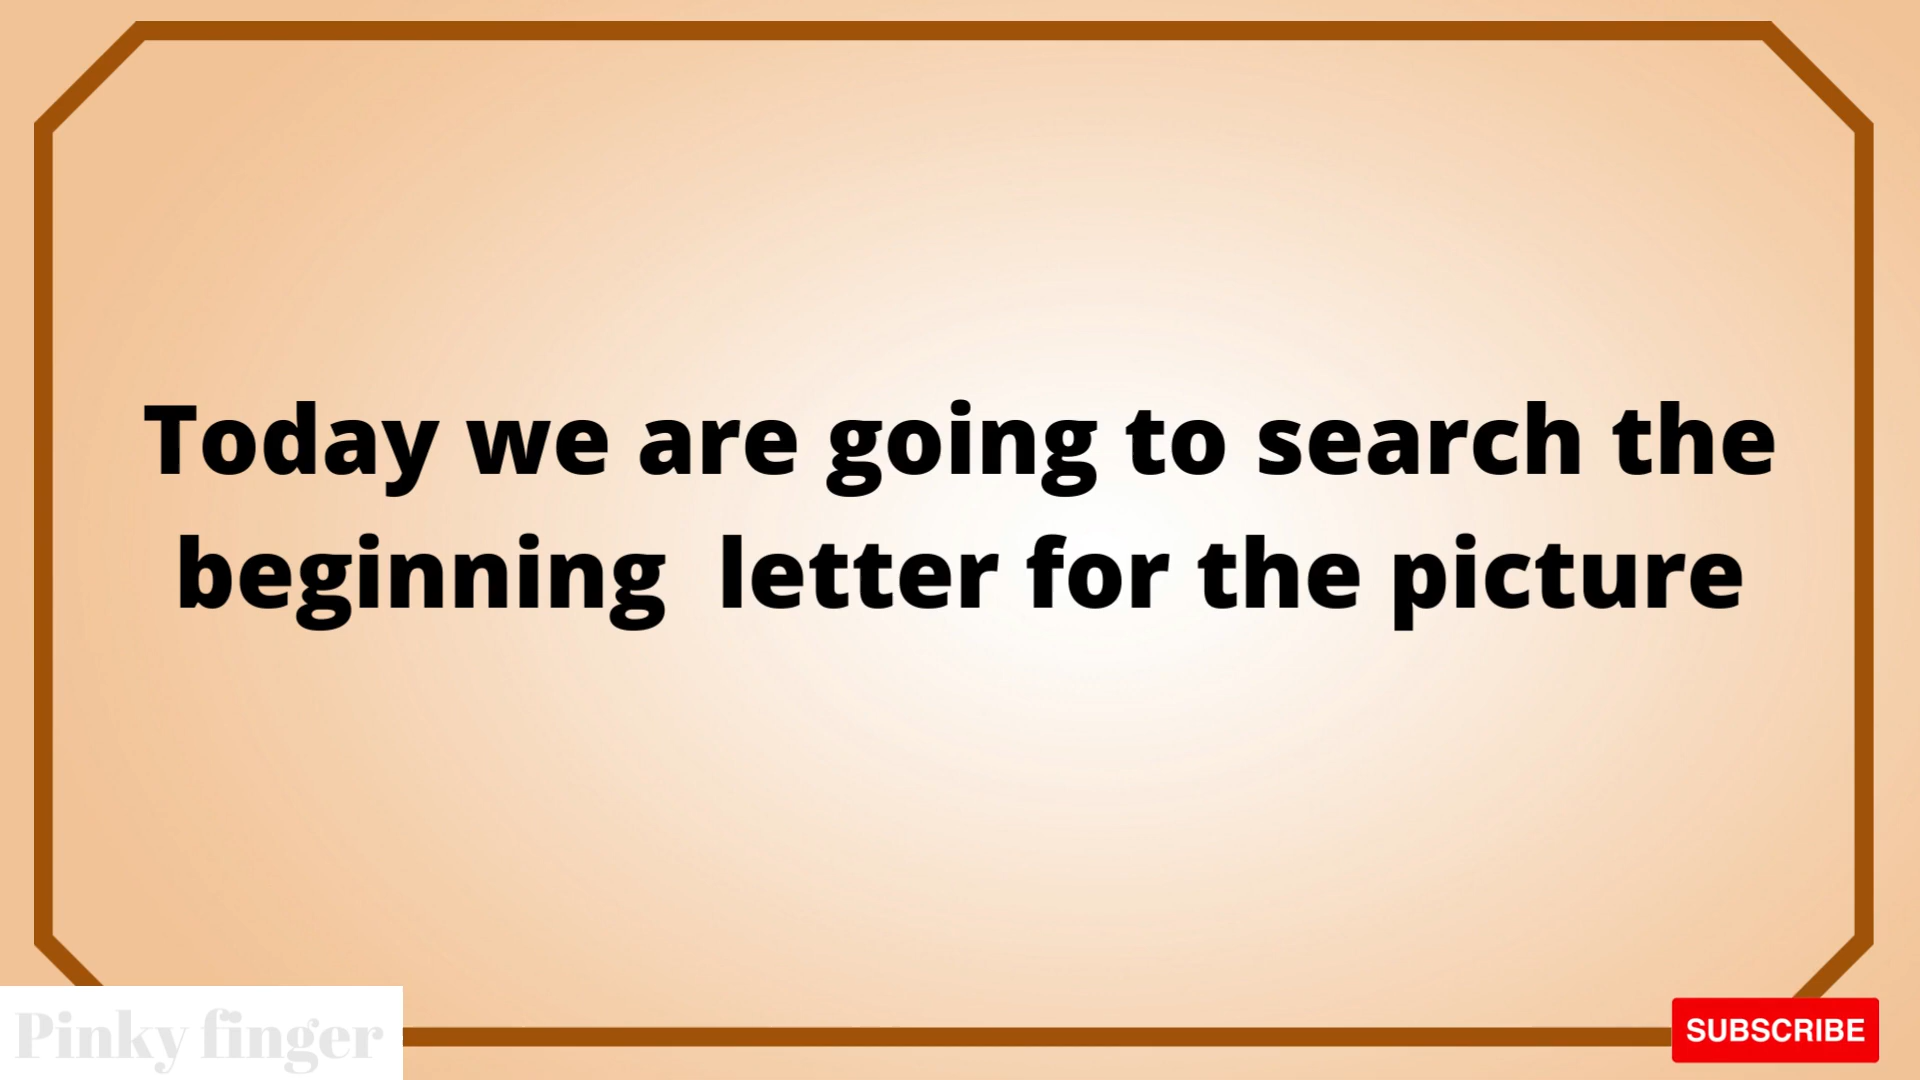 Today we are going to search the
beginning  letter for the picture
Pinky finger
SUBSCRIBE